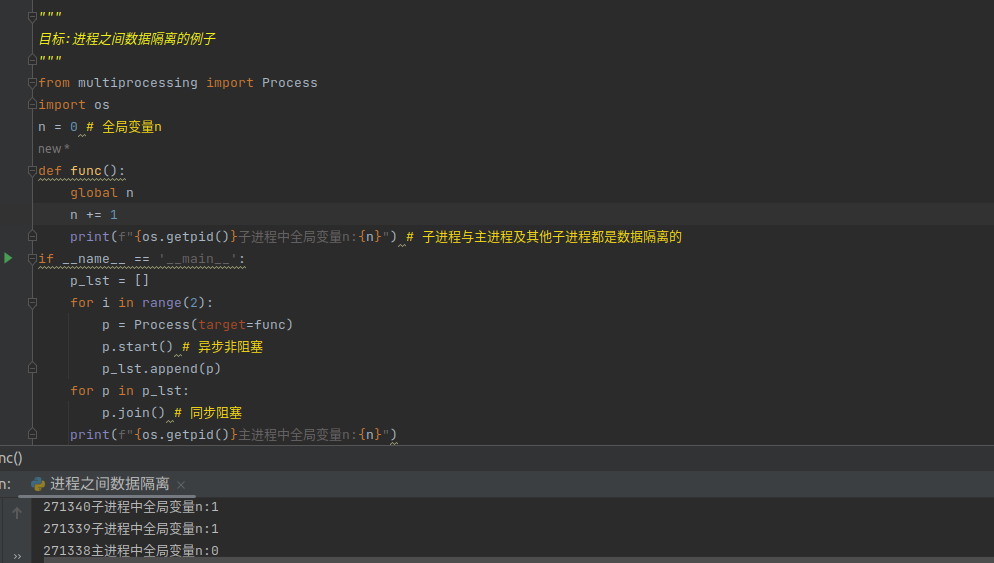 """
目标:进程之间数据隔离的例子
"""
from multiprocessing import Process
import os
n = 0 # 全局变量n
new *
def func():
global n
n += 1
print(f"{os.getpid()}子进程中全局变量n:{n}") # 子进程与主进程及其他子进程都是数据隔离的
if __name__ == '__main__':
p_lst = []
for i in range(2):
p = Process(target=func)
p.start() # 异步非阻塞
p_lst.append(p)
for p in p_lst:
p.join() # 同步阻塞
print(f"{os.getpid()}主进程中全局变量n:{n}")
nc()
n: 进程之间数据隔离 ×
271340子进程中全局变量n:1
271339子进程中全局变量n:1
271338主进程中全局变量n:0